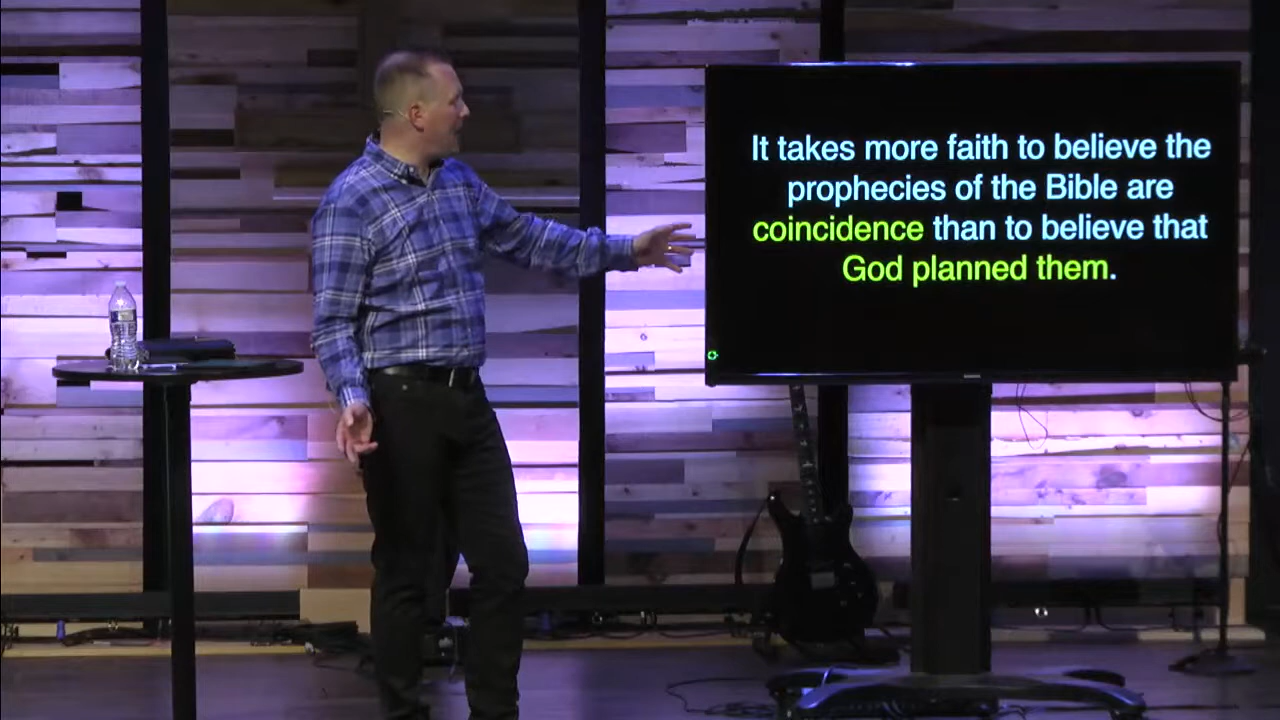 It takes more faith to believe the
prophecies of the Bible are
coincidence than to believe that
God planned them.